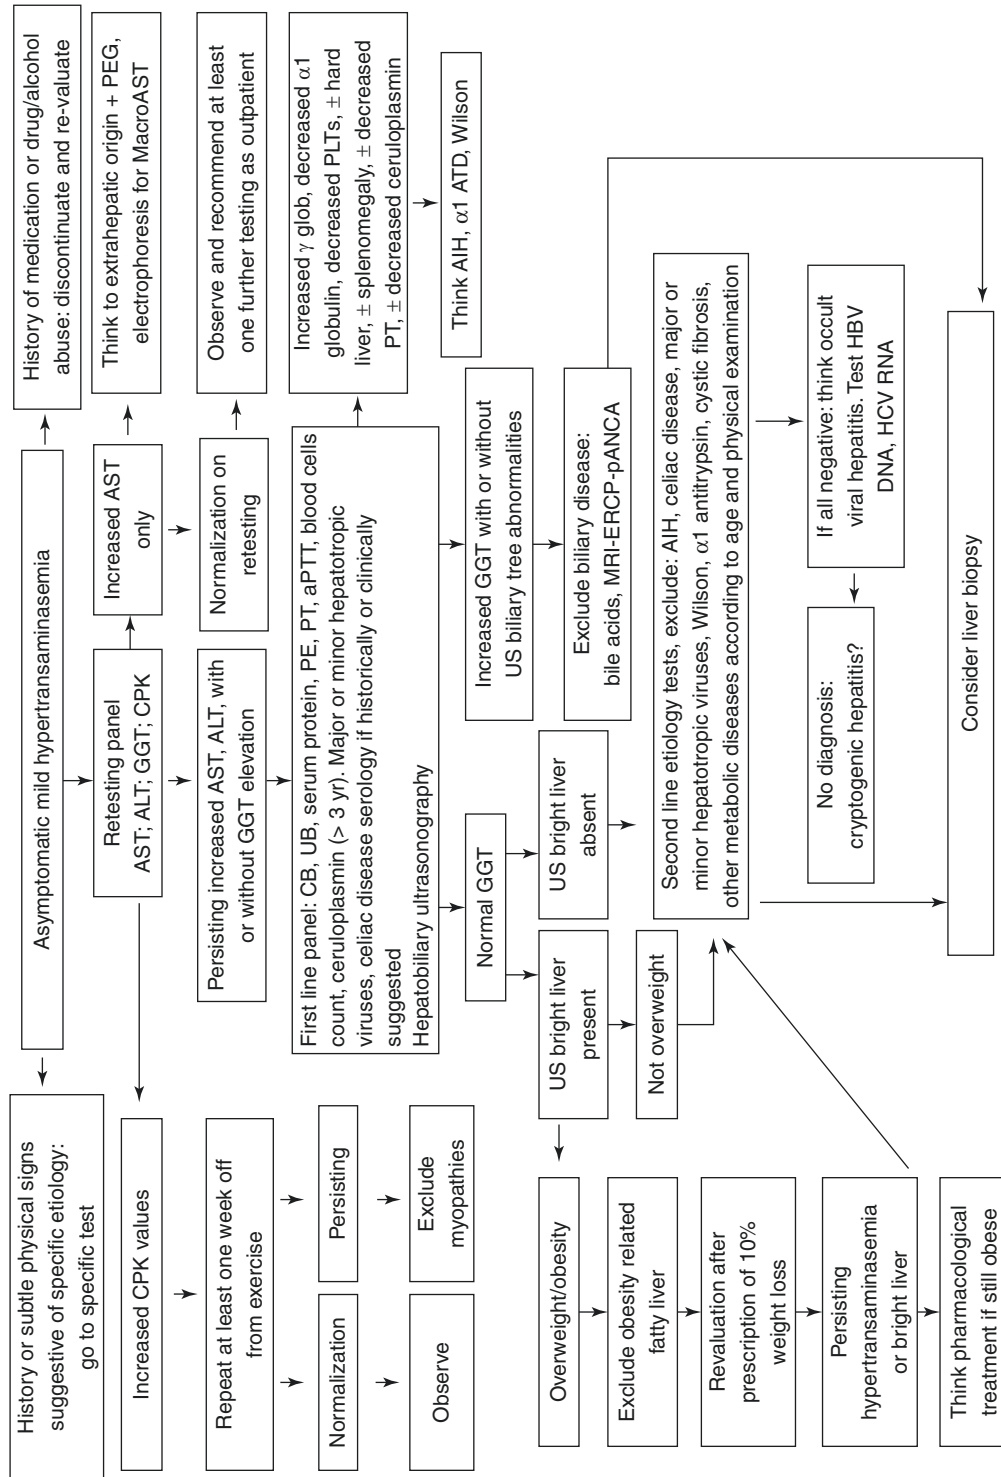 Asymptomatic mild hypertransaminasemia
History or subtle physical signs
suggestive of specific etiology:
go to specific test
History of medication or drug/alcohol
abuse: discontinuate and re-valuate
Retesting panel
AST; ALT; GGT; CPK
Increased AST
only
Think to extrahepatic origin + PEG,
electrophoresis for MacroAST
Increased CPK values
Persisting increased AST, ALT, with
or without GGT elevation
Normalization on
retesting
Observe and recommend at least
one further testing as outpatient
Repeat at least one week off
from exercise
Normalization
Persisting
Observe
Exclude
myopathies
First line panel: CB, UB, serum protein, PE, PT, aPTT, blood cells
count, ceruloplasmin (> 3 yr). Major or minor hepatotropic
viruses, celiac disease serology if historically or clinically
suggested
Hepatobiliary ultrasonography
Increased γ glob, decreased α1
globulin, decreased PLTs, ± hard
liver, ± splenomegaly, ± decreased
PT, ± decreased ceruloplasmin
Think AIH, α1 ATD, Wilson
Normal GGT
Increased GGT with or without
US biliary tree abnormalities
US bright liver
present
US bright liver
absent
Exclude biliary disease:
bile acids, MRI-ERCP-pANCA
Overweight/obesity
Not overweight
Exclude obesity related
fatty liver
Revaluation after
prescription of 10%
weight loss
Persisting
hypertransaminasemia
or bright liver
Think pharmacological
treatment if still obese
Second line etiology tests, exclude: AIH, celiac disease, major or
minor hepatotropic viruses, Wilson, α1 antitrypsin, cystic fibrosis,
other metabolic diseases according to age and physical examination
If all negative: think occult
viral hepatitis. Test HBV
DNA, HCV RNA
No diagnosis:
cryptogenic hepatitis?
Consider liver biopsy